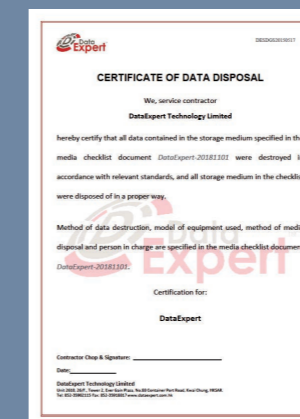 Data
Expert
CERTIFICATE OF DATA DISPOSAL
We, service contractor
DataExpert Technology Limited
hereby certify that all data contained in the storage medium specified in the
media checklist document DataExpert-20181101 were destroyed i
accordance with relevant standards, and all storage medium in the checklis
were disposed of in a proper way.
Method of data destruction, model of equipment used, method of medi
disposal and person in charge are specified in the media checklist documen
DataExpert-20181101.
Data
Expert
Certification for:
DataExpert
Contractor Chop & Signature:
Date:
DataExpert Technology Limited